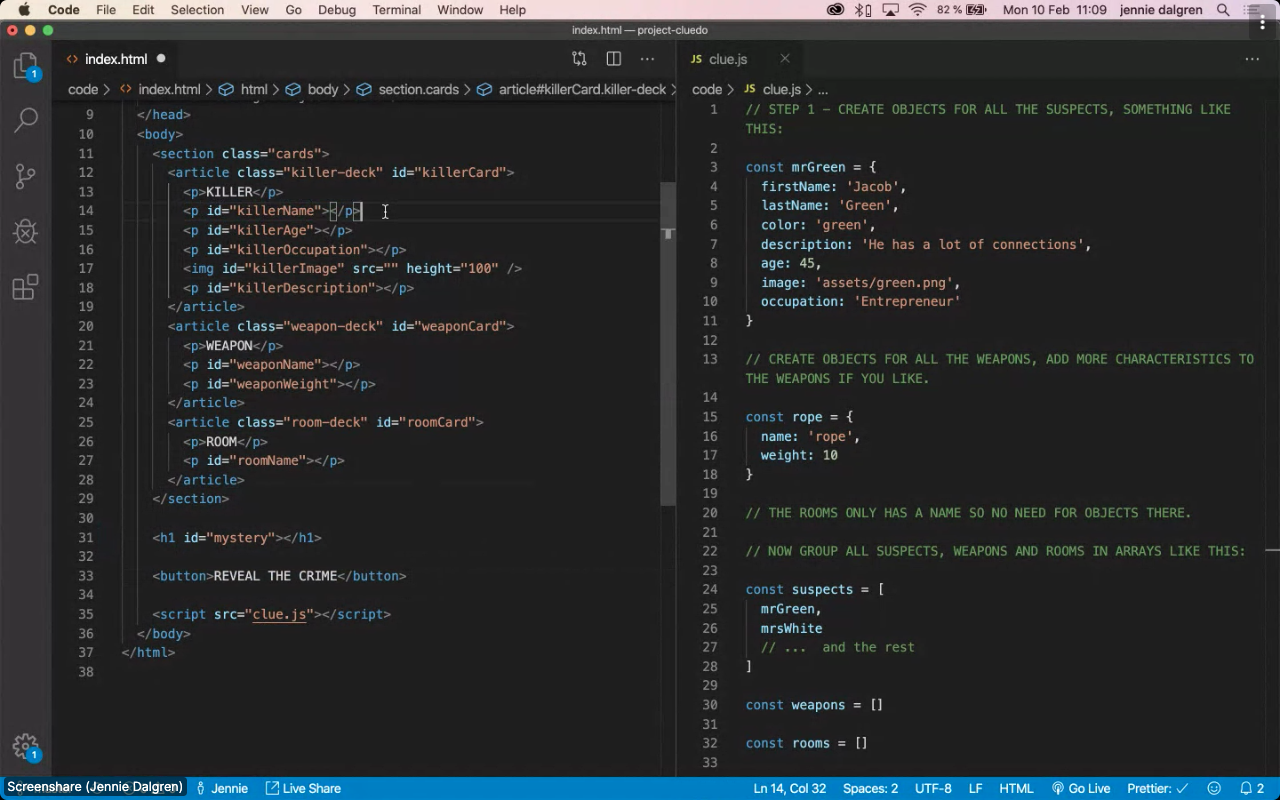 Code File Edit Selection View Go Debug Terminal Window Help 82 % Mon 10 Feb 11:09 jennie dalgren
index.html — project-cluedo
index.html
code > index.html > html > body > section.cards > article#killerCard.killer-deck >
9 </head>
10 <body>
11 <section class="cards">
12 <article class="killer-deck" id="killerCard">
13 <p>KILLER</p>
14 <p id="killerName"></p>
15 <p id="killerAge"></p>
16 <p id="killerOccupation"></p>
17 <img id="killerImage" src="" height="100" />
18 <p id="killerDescription"></p>
19 </article>
20 <article class="weapon-deck" id="weaponCard">
21 <p>WEAPON</p>
22 <p id="weaponName"></p>
23 <p id="weaponWeight"></p>
24 </article>
25 <article class="room-deck" id="roomCard">
26 <p>ROOM</p>
27 <p id="roomName"></p>
28 </article>
29 </section>
30
31 <h1 id="mystery"></h1>
32
33 <button>REVEAL THE CRIME</button>
34
35 <script src="clue.js"></script>
36 </body>
37 </html>
38
JS clue.js
code > JS clue.js > ...
1 // STEP 1 - CREATE OBJECTS FOR ALL THE SUSPECTS, SOMETHING LIKE
THIS:
2
3 const mrGreen = {
4 firstName: 'Jacob',
5 lastName: 'Green',
6 color: 'green',
7 description: 'He has a lot of connections',
8 age: 45,
9 image: 'assets/green.png',
10 occupation: 'Entrepreneur'
11 }
12
13 // CREATE OBJECTS FOR ALL THE WEAPONS, ADD MORE CHARACTERISTICS TO
THE WEAPONS IF YOU LIKE.
14
15 const rope = {
16 name: 'rope',
17 weight: 10
18 }
19
20 // THE ROOMS ONLY HAS A NAME SO NO NEED FOR OBJECTS THERE.
21
22 // NOW GROUP ALL SUSPECTS, WEAPONS AND ROOMS IN ARRAYS LIKE THIS:
23
24 const suspects = [
25 mrGreen,
26 mrsWhite
27 // ... and the rest
28 ]
29
30 const weapons = []
31
32 const rooms = []
33
1
1
Screenshare (Jennie Dalgren) Jennie Live Share Ln 14, Col 32 Spaces: 2 UTF-8 LF HTML Go Live Prettier: ✓ 2